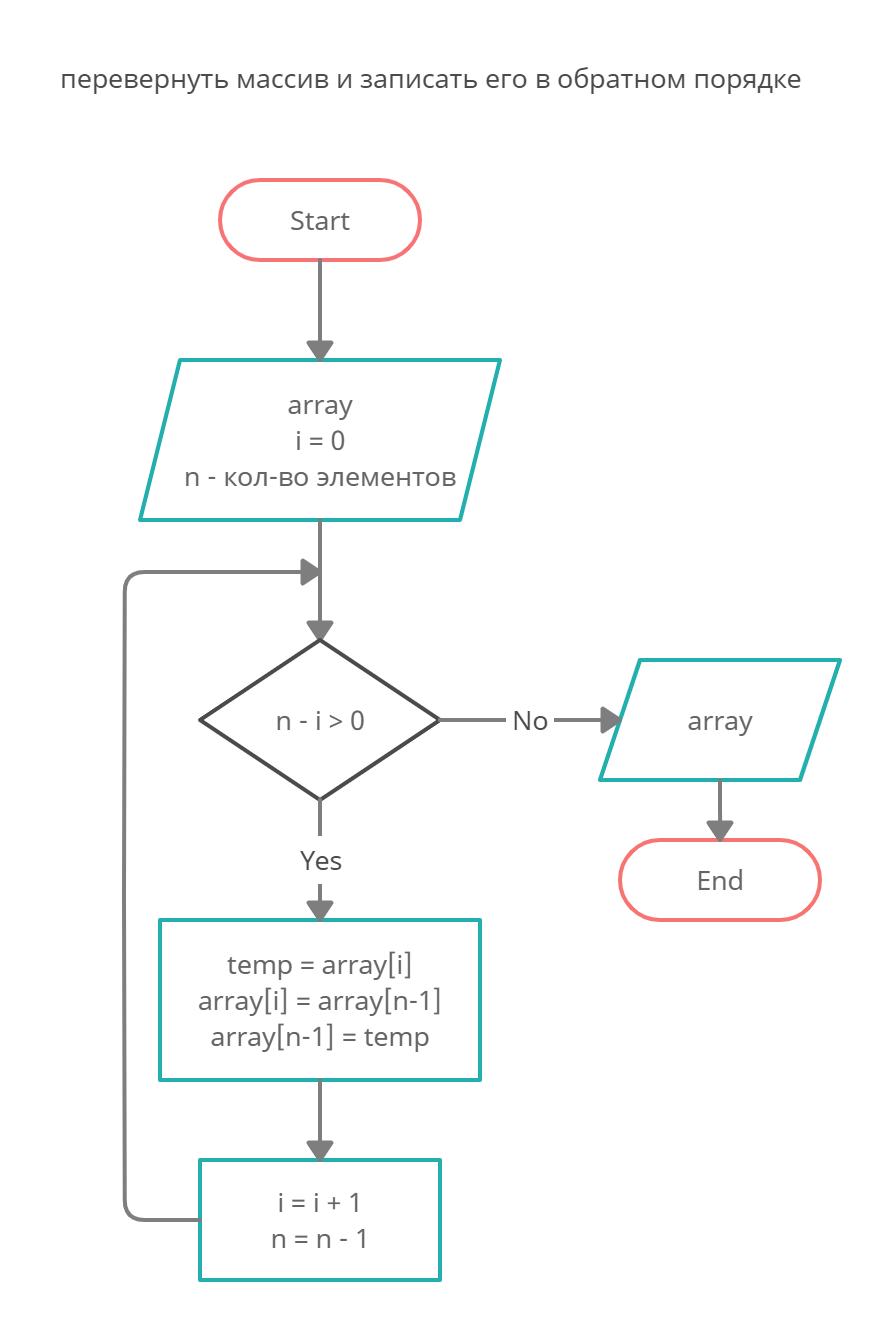 перевернуть массив и записать его в обратном порядке
Start
array
i = 0
n - кол-во элементов
n - i > 0
No
array
End
Yes
temp = array[i]
array[i] = array[n-1]
array[n-1] = temp
i = i + 1
n = n - 1